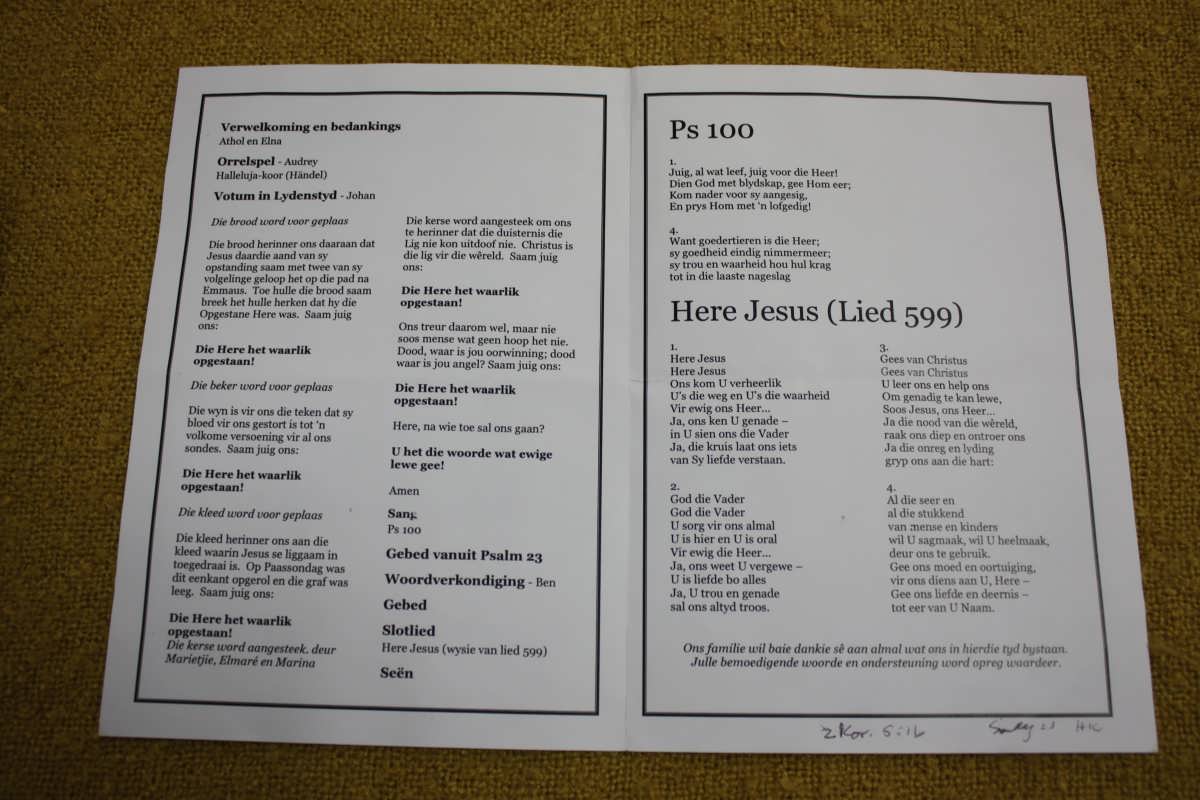 Verwelkoming en bedankings
Athol en Elna
Orrelspel - Audrey
Halleluja-koor (Händel)
Votum in Lydenstyd - Johan
Die brood word voor geplaas
Die brood herinner ons daaraan dat
Jesus daardie aand van sy
opstanding saam met twee van sy
volgelinge geloop het op die pad na
Emmaus. Toe hulle die brood saam
breek het hulle herken dat hy die
Opgestane Here was. Saam juig
ons:
Die Here het waarlik
opgestaan!
Die beker word voor geplaas
Die wyn is vir ons die teken dat sy
bloed vir ons gestort is tot 'n
volkome versoening vir al ons
sondes. Saam juig ons:
Die Here het waarlik
opgestaan!
Die kleed word voor geplaas
Die kleed herinner ons aan die
kleed waarin Jesus se liggaam in
toegedraai is. Op Paassondag was
dit eenkant opgerol en die graf was
leeg. Saam juig ons:
Die Here het waarlik
opgestaan!
Die kerse word aangesteek. deur
Marietjie, Elmaré en Marina
Die kerse word aangesteek om ons
te herinner dat die duisternis die
Lig nie kon uitdoof nie. Christus is
die lig vir die wêreld. Saam juig
ons:
Die Here het waarlik
opgestaan!
Ons treur daarom wel, maar nie
soos mense wat geen hoop het nie.
Dood, waar is jou oorwinning; dood
waar is jou angel? Saam juig ons:
Die Here het waarlik
opgestaan!
Here, na wie toe sal ons gaan?
U het die woorde wat ewige
lewe gee!
Amen
Sang
Ps 100
Gebed vanuit Psalm 23
Woordverkondiging - Ben
Gebed
Slotlied
Here Jesus (wysie van lied 599)
Seën
Ps 100
1.
Juig, al wat leef, juig voor die Heer!
Dien God met blydskap, gee Hom eer;
Kom nader voor sy aangesig,
En prys Hom met 'n lofgedig!
4.
Want goedertieren is die Heer;
sy goedheid eindig nimmermeer;
sy trou en waarheid hou hul krag
tot in die laaste nageslag
Here Jesus (Lied 599)
1.
Here Jesus
Here Jesus
Ons kom U verheerlik
U's die weg en U's die waarheid
Vir ewig ons Heer...
Ja, ons ken U genade –
in U sien ons die Vader
Ja, die kruis laat ons iets
van Sy liefde verstaan.
2.
God die Vader
God die Vader
U sorg vir ons almal
U is hier en U is oral
Vir ewig die Heer...
Ja, ons weet U vergewe –
U is liefde bo alles
Ja, U trou en genade
sal ons altyd troos.
3.
Gees van Christus
Gees van Christus
U leer ons en help ons
Om genadig te kan lewe,
Soos Jesus, ons Heer...
Ja die nood van die wêreld,
raak ons diep en ontroer ons
Ja die onreg en lyding
gryp ons aan die hart:
4.
Al die seer en
al die stukkend
van mense en kinders
wil U sagmaak, wil U heelmaak,
deur ons te gebruik.
Gee ons moed en oortuiging,
vir ons diens aan U, Here –
Gee ons liefde en deernis –
tot eer van U Naam.
Ons familie wil baie dankie sê aan almal wat ons in hierdie tyd bystaan.
Julle bemoedigende woorde en ondersteuning word opreg waardeer.
2 Kor. 5:16